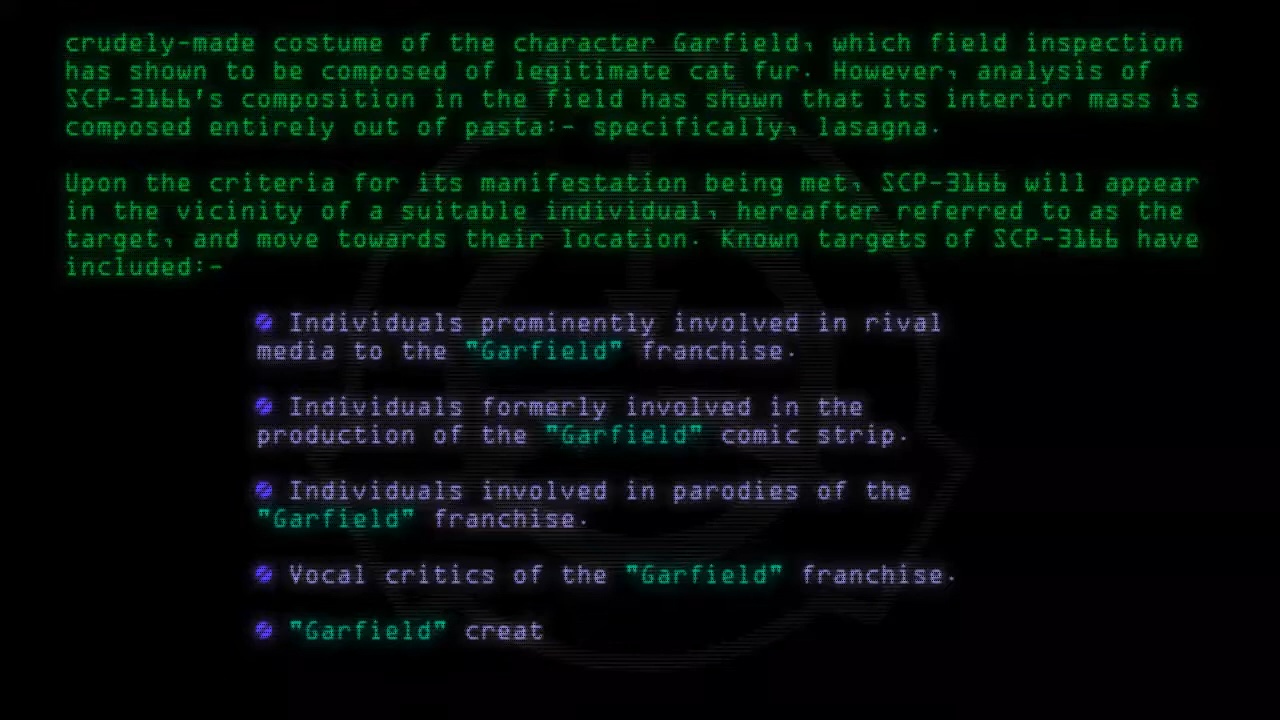 crudely-made costume of the character Garfield, which field inspection
has shown to be composed of legitimate cat fur. However, analysis of
SCP-3166's composition in the field has shown that its interior mass is
composed entirely out of pasta:- specifically, lasagna.
Upon the criteria for its manifestation being met, SCP-3166 will appear
in the vicinity of a suitable individual, hereafter referred to as the
target, and move towards their location. Known targets of SCP-3166 have
included:-
● Individuals prominently involved in rival
media to the "Garfield" franchise.
● Individuals formerly involved in the
production of the "Garfield" comic strip.
● Individuals involved in parodies of the
"Garfield" franchise.
● Vocal critics of the "Garfield" franchise.
● "Garfield" creat